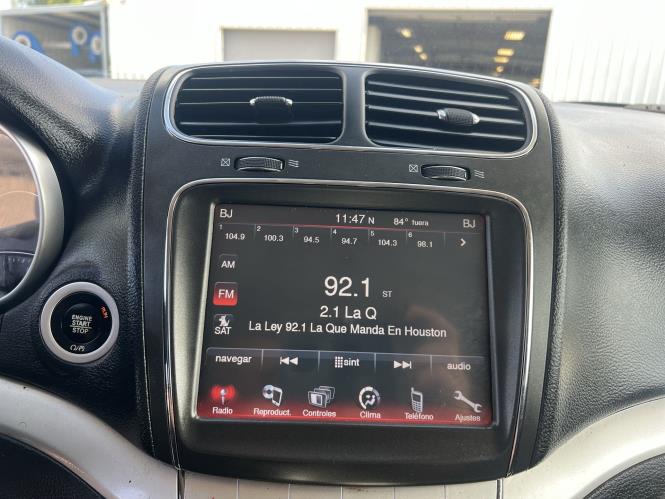 BJ 11:47 N 84° fuera BJ
1 2 3 4 5 6
104.9 100.3 94.5 94.7 104.3 98.1
AM
92.1 ST
FM
2.1 La Q
SAT
La Ley 92.1 La Que Manda En Houston
navegar sint audio
Radio Reproduct. Controles Clima Teléfono Ajustes
ENGINE
START
STOP
RUN